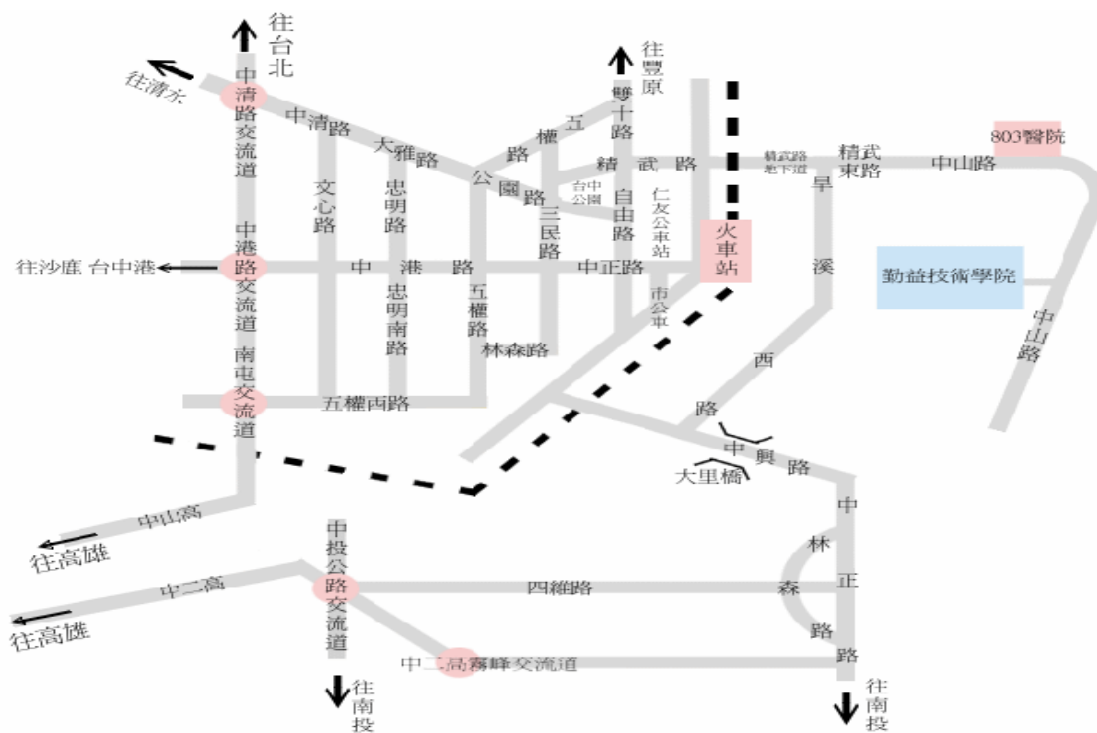 往台北
往清水
往豐原
中清路交流道
中清路
大雅路
五權路
雙十路
精武路
精武路
地下道
精武
東路
中山路
803醫院
公園路
台中
公園
自由路
仁友公車站
旱溪西路
文心路
忠明路
三民路
火車站
往沙鹿 台中港
中港路交流道
中港路
中正路
勤益技術學院
忠明南路
五權路
市公車
中山路
林森路
南屯交流道
五權西路
中興路
大里橋
中山高
往高雄
中投公路交流道
中正路
林森路
中二高
往高雄
四維路
中二高霧峰交流道
往南投
往南投